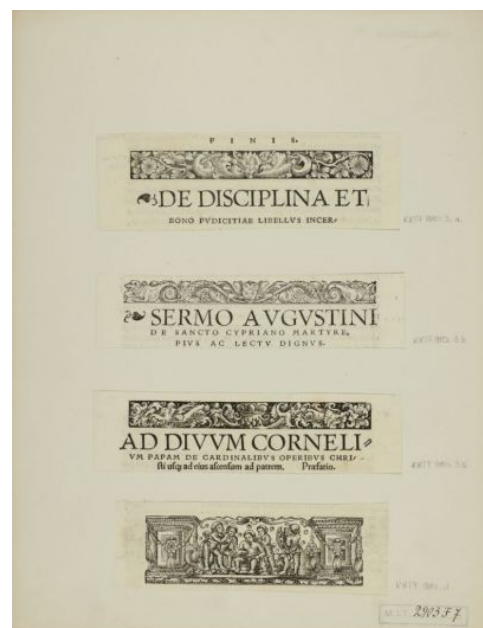 FINIS.
DE DISCIPLINA ET
BONO PVDICITIAE LIBELLVS INCER-
SERMO AVGVSTINI
DE SANCTO CYPRIANO MARTYRE,
PIVS AC LECTV DIGNVS.
AD DIVVM CORNELI-
VM PAPAM DE CARDINALIBVS OPERIBVS CHRI-
sti usq; ad eius ascensum ad patrem. Præfatio.
2903 F 7